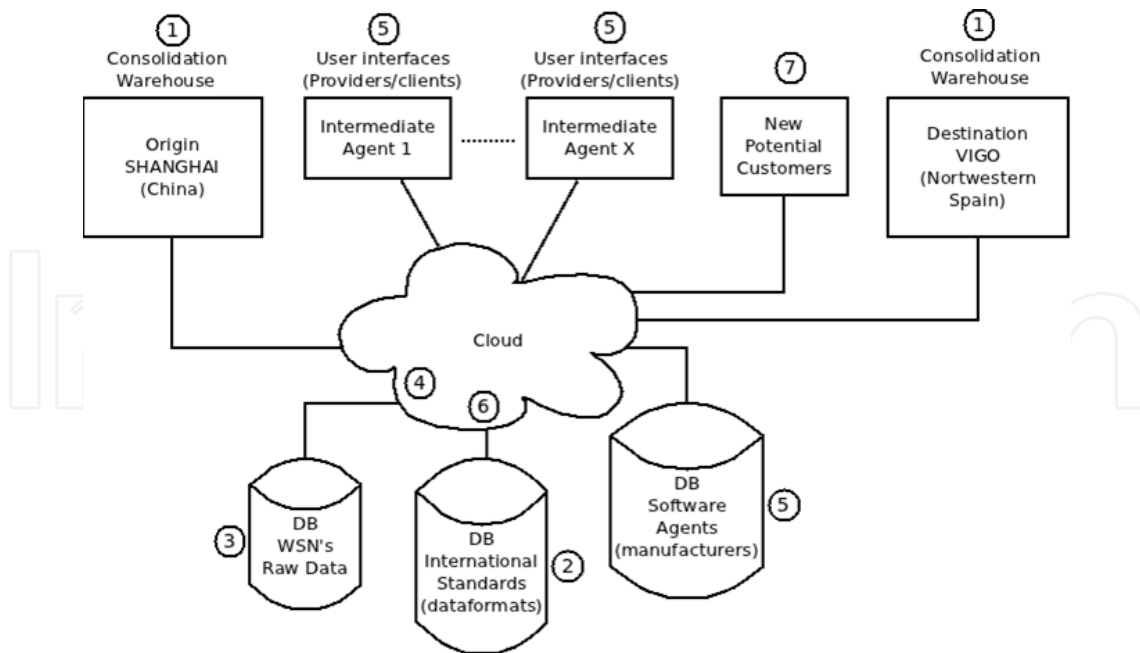 1
Consolidation
Warehouse
Origin
SHANGHAI
(China)
5
User interfaces
(Providers/clients)
Intermediate
Agent 1
5
User interfaces
(Providers/clients)
Intermediate
Agent X
7
New
Potential
Customers
1
Consolidation
Warehouse
Destination
VIGO
(Nortwestern
Spain)
Cloud
4
6
3
DB
WSN's
Raw Data
DB
International
Standards
(dataformats)
2
DB
Software
Agents
(manufacturers)
5